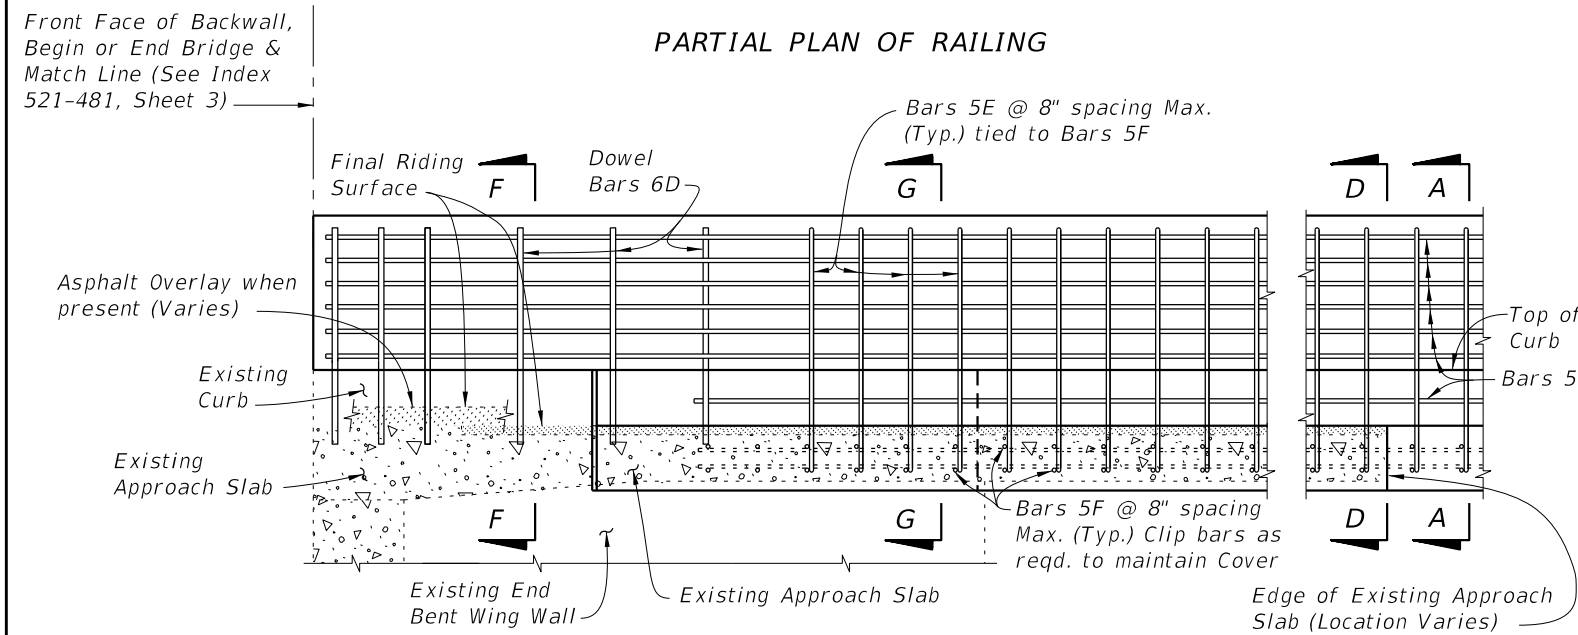 Front Face of Backwall,
Begin or End Bridge &
Match Line (See Index
521-481, Sheet 3)
PARTIAL PLAN OF RAILING
Bars 5E @ 8" spacing Max.
(Typ.) tied to Bars 5F
Final Riding
Surface
F
Dowel
Bars 6D
G
D
A
Asphalt Overlay when
present (Varies)
Top of
Curb
Existing
Curb
Bars 5
Existing
Approach Slab
F
G
Bars 5F @ 8" spacing
Max. (Typ.) Clip bars as
reqd. to maintain Cover
D
A
Existing End
Bent Wing Wall
Existing Approach Slab
Edge of Existing Approach
Slab (Location Varies)